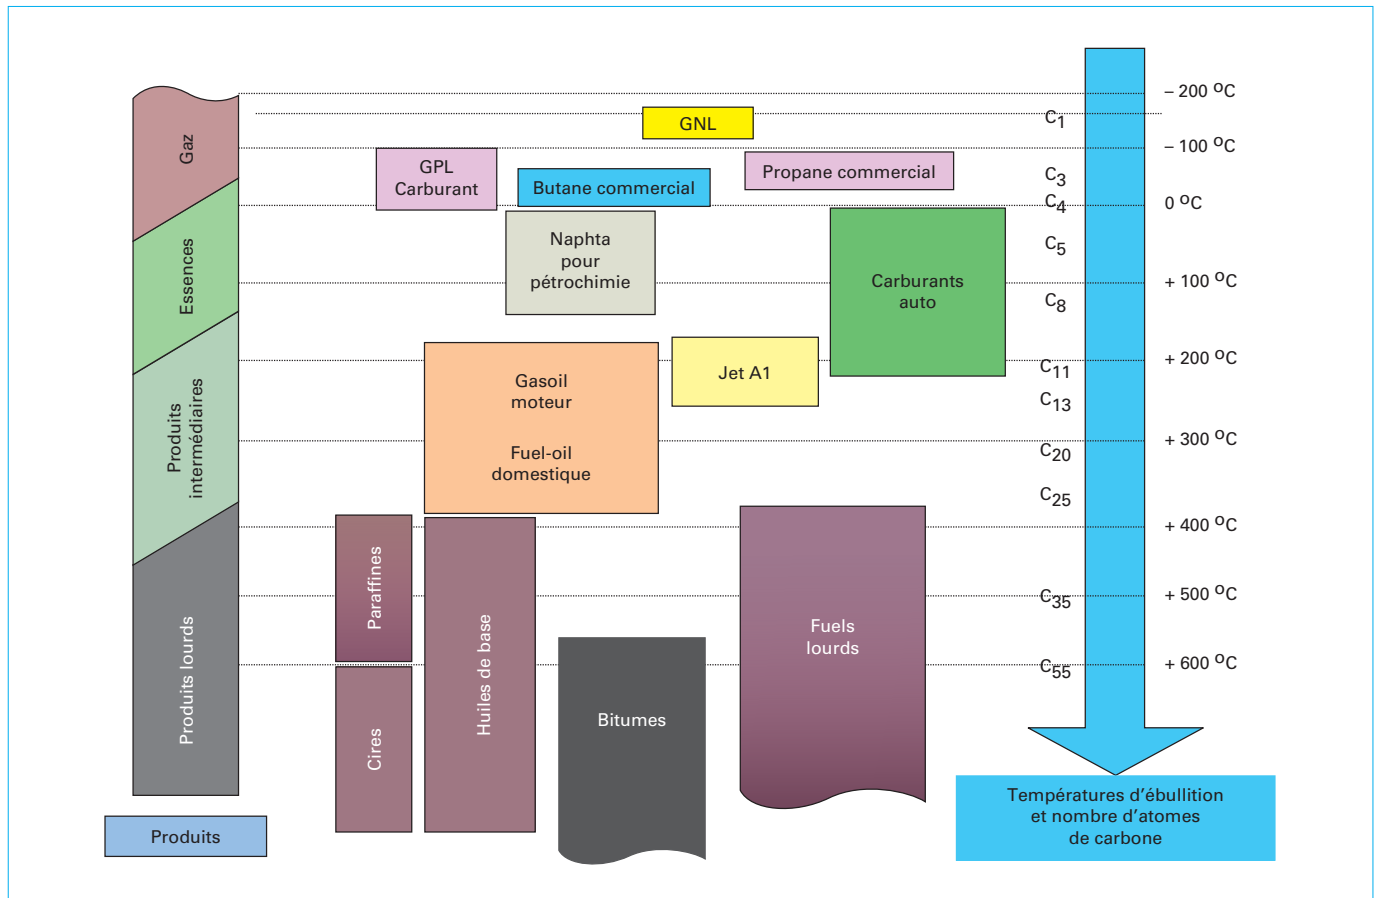 – 200 °C
GNL
C1
Gaz
– 100 °C
GPL
Carburant
Butane commercial
Propane commercial
C3
C4
0 °C
Essences
Naphta
pour
pétrochimie
Carburants
auto
C5
+ 100 °C
C8
+ 200 °C
Produits
intermédiaires
Gasoil
moteur
Fuel-oil
domestique
Jet A1
C11
C13
+ 300 °C
C20
C25
+ 400 °C
Produits lourds
Paraffines
Cires
Huiles de base
Bitumes
Fuels
lourds
C35
+ 500 °C
C55
+ 600 °C
Produits
Températures d’ébullition
et nombre d’atomes
de carbone